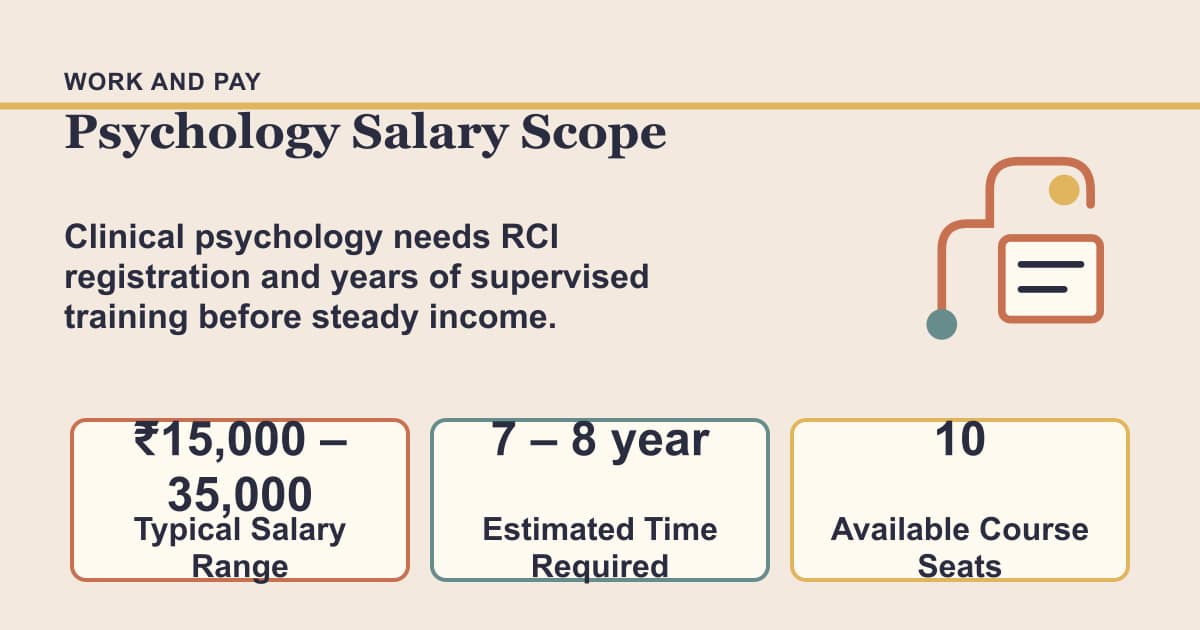 WORK AND PAY
Psychology Salary Scope
Clinical psychology needs RCI
registration and years of supervised
training before steady income.
₹15,000 –
35,000
Typical Salary
Range
7 – 8 year
Estimated Time
Required
10
Available Course
Seats